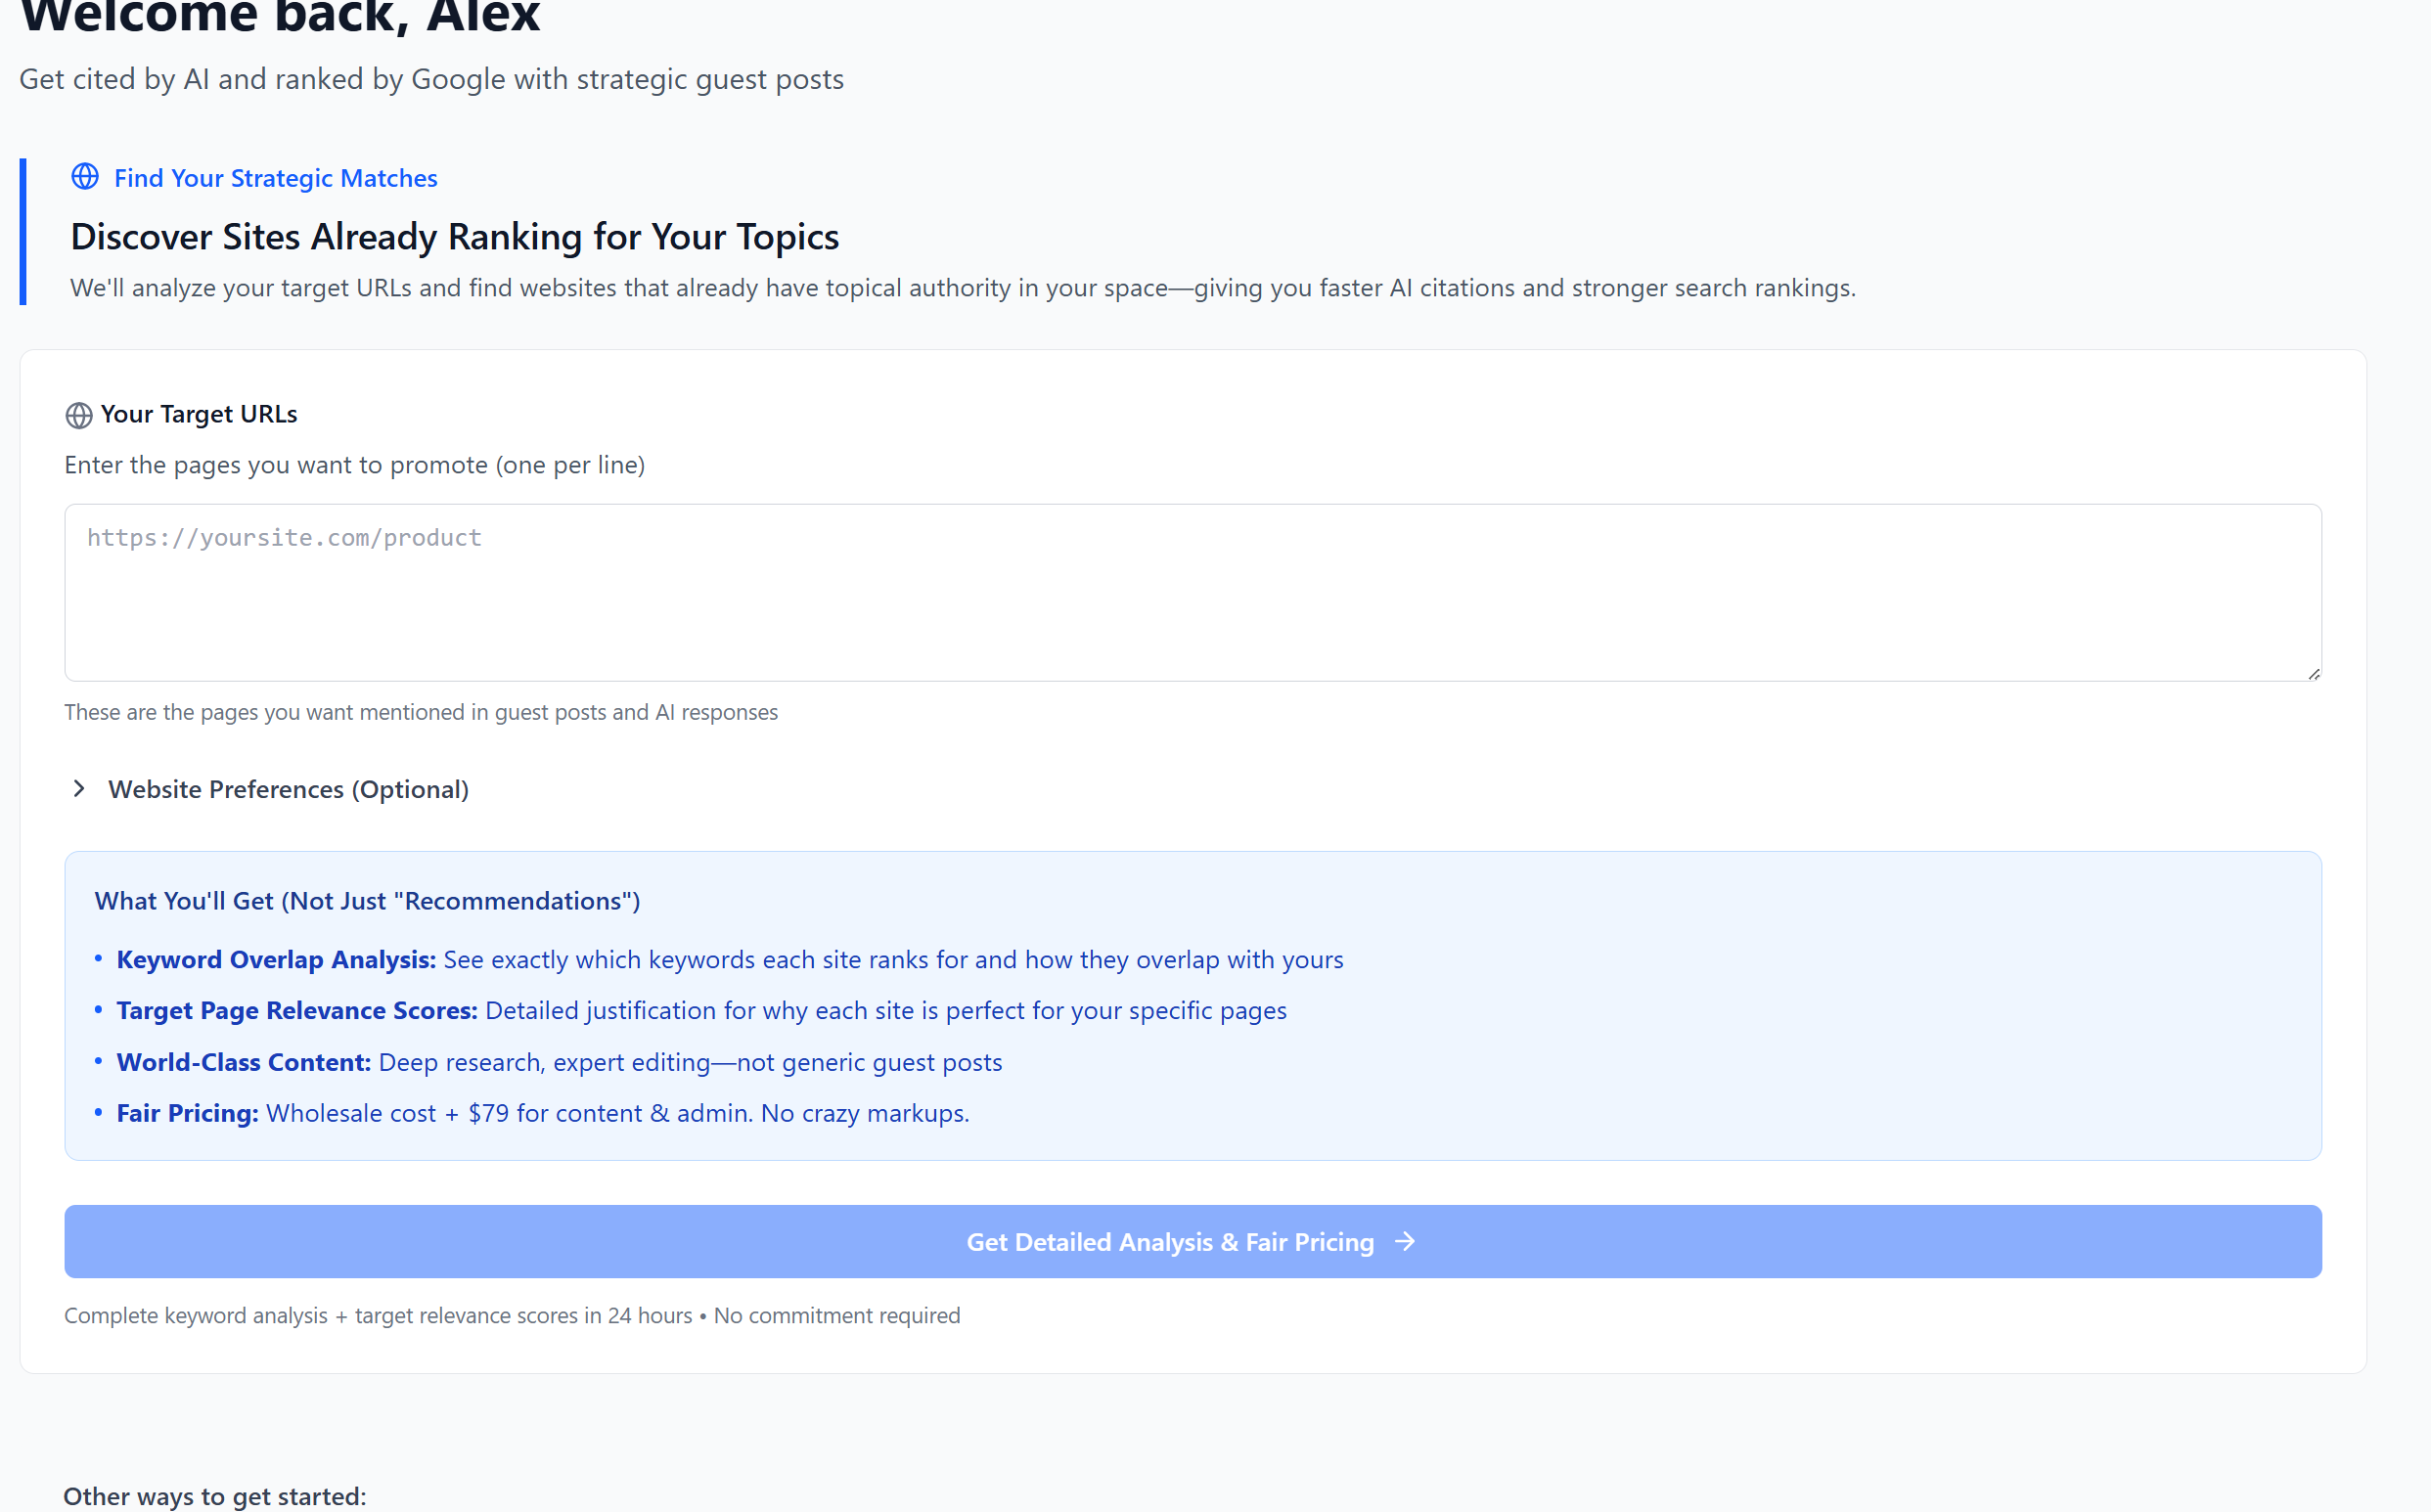 Welcome back, Alex
Get cited by AI and ranked by Google with strategic guest posts
Find Your Strategic Matches
Discover Sites Already Ranking for Your Topics
We'll analyze your target URLs and find websites that already have topical authority in your space—giving you faster AI citations and stronger search rankings.
Your Target URLs
Enter the pages you want to promote (one per line)
https://yoursite.com/product
These are the pages you want mentioned in guest posts and AI responses
Website Preferences (Optional)
What You'll Get (Not Just "Recommendations")
• Keyword Overlap Analysis: See exactly which keywords each site ranks for and how they overlap with yours
• Target Page Relevance Scores: Detailed justification for why each site is perfect for your specific pages
• World-Class Content: Deep research, expert editing—not generic guest posts
• Fair Pricing: Wholesale cost + $79 for content & admin. No crazy markups.
Get Detailed Analysis & Fair Pricing →
Complete keyword analysis + target relevance scores in 24 hours • No commitment required
Other ways to get started: